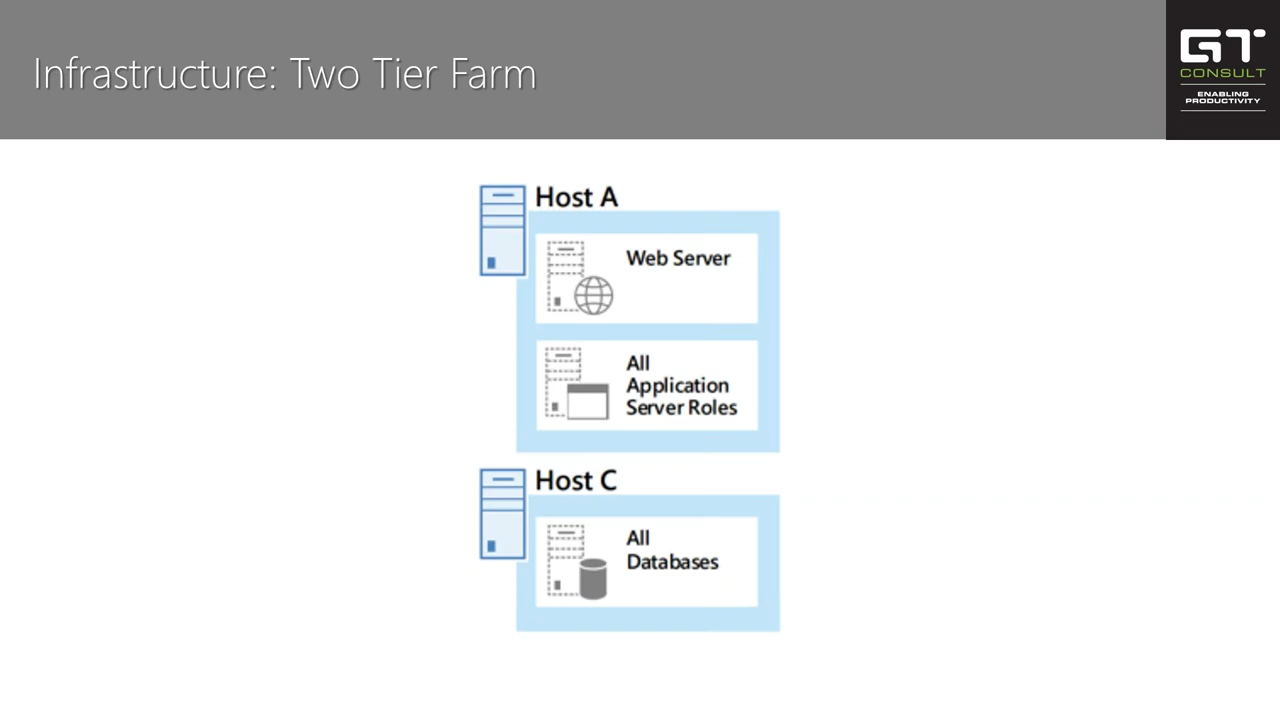 Infrastructure: Two Tier Farm
GT
CONSULT
ENABLING
PRODUCTIVITY
Host A
Web Server
All
Application
Server Roles
Host C
All
Databases